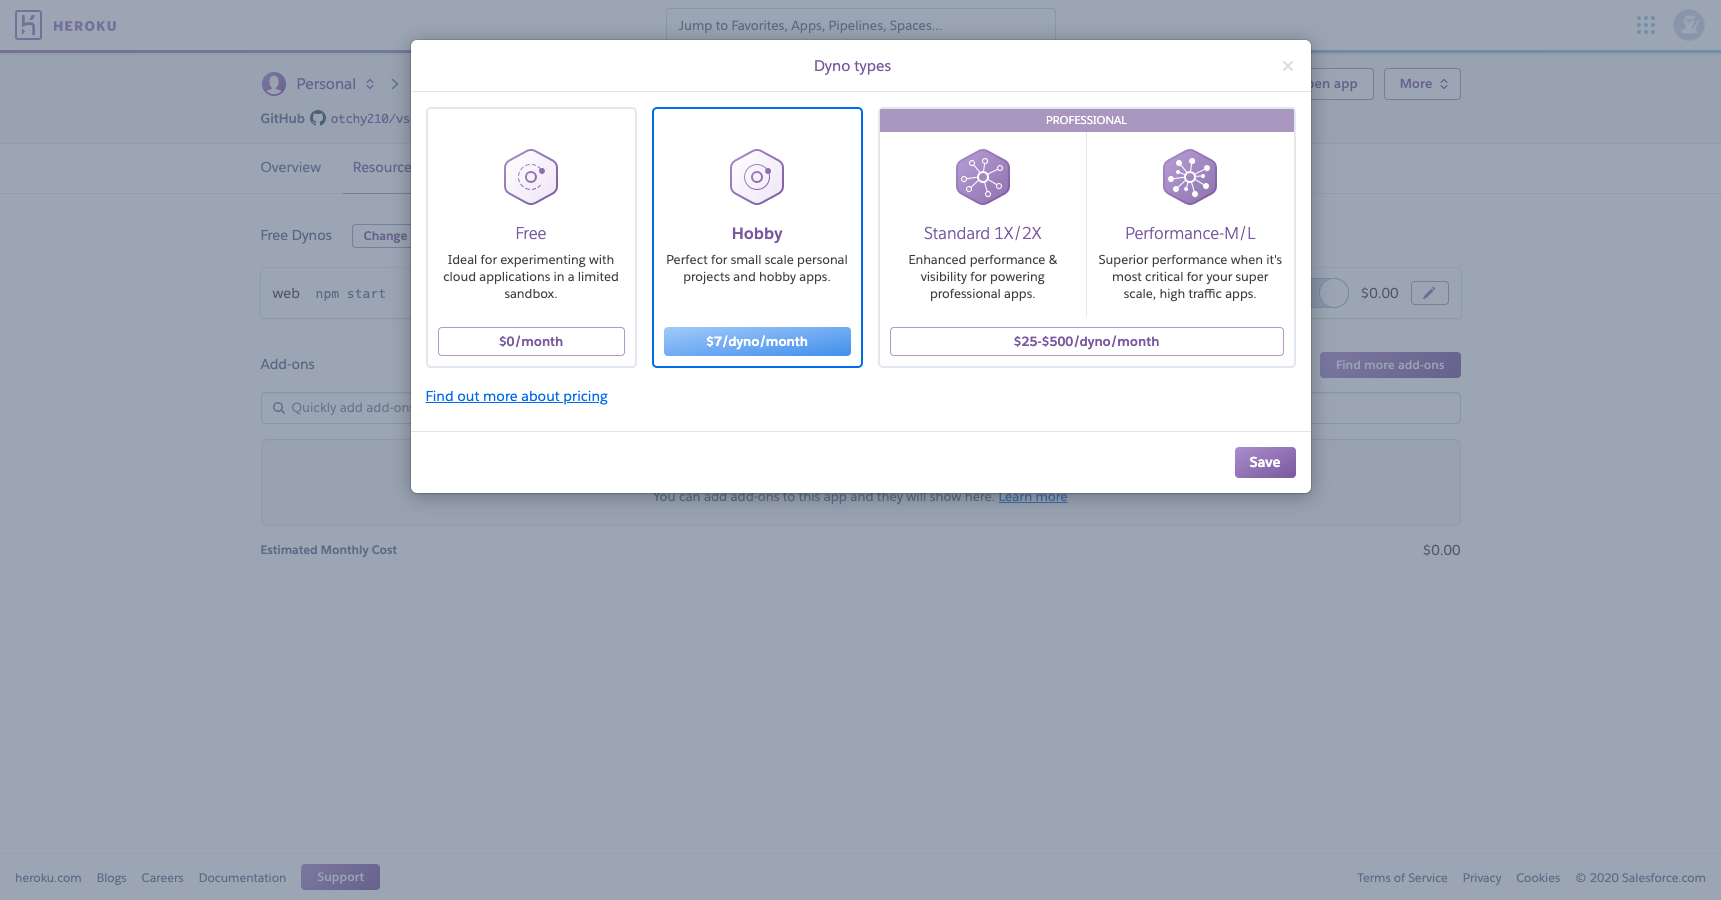 HEROKU
Jump to Favorites, Apps, Pipelines, Spaces...
Dyno types
Personal
pen app
More
GitHub otchy210/vs
Overview
Resource
PROFESSIONAL
Free
Ideal for experimenting with
cloud applications in a limited
sandbox.
$0/month
Hobby
Perfect for small scale personal
projects and hobby apps.
$7/dyno/month
Standard 1X/2X
Enhanced performance &
visibility for powering
professional apps.
Performance-M/L
Superior performance when it's
most critical for your super
scale, high traffic apps.
$25-$500/dyno/month
Free Dynos
Change
web npm start
$0.00
Add-ons
Find more add-ons
Find out more about pricing
Quickly add add-on
Save
You can add add-ons to this app and they will show here. Learn more
Estimated Monthly Cost
$0.00
heroku.com Blogs Careers Documentation Support
Terms of Service Privacy Cookies © 2020 Salesforce.com